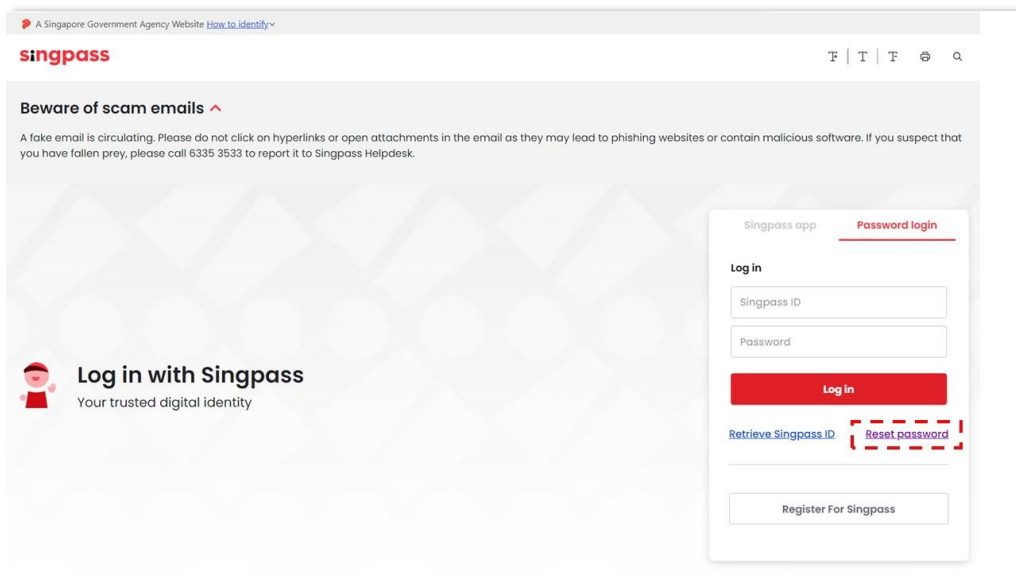 A Singapore Government Agency Website How to identify
singpass
T+ | T | T-
Beware of scam emails
A fake email is circulating. Please do not click on hyperlinks or open attachments in the email as they may lead to phishing websites or contain malicious software. If you suspect that
you have fallen prey, please call 6335 3533 to report it to Singpass Helpdesk.
Singpass app Password login
Log in
Singpass ID
Password
Log in with Singpass
Your trusted digital identity
Log in
Retrieve Singpass ID Reset password
Register For Singpass